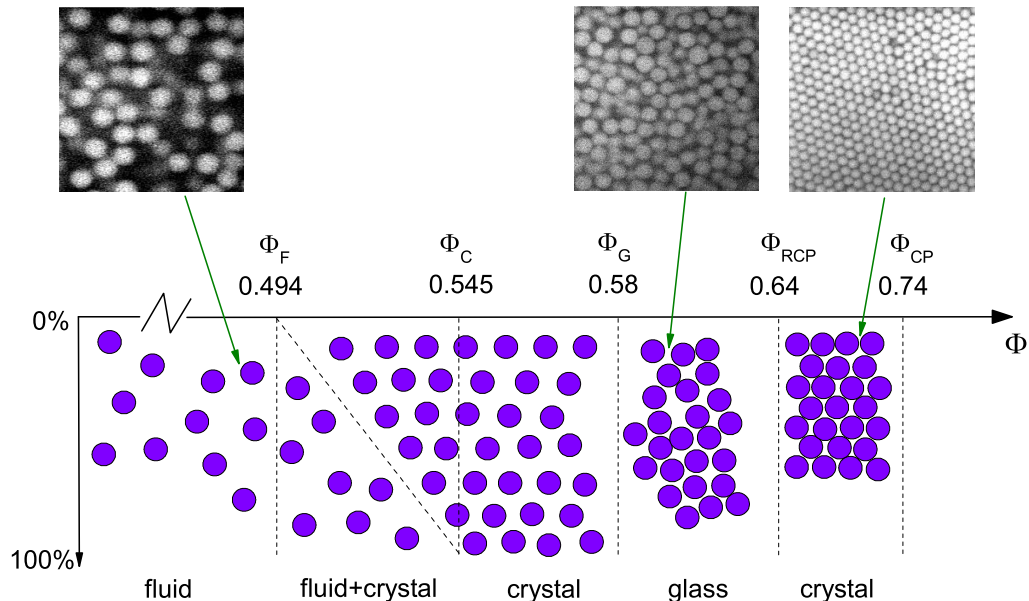 Φ_F Φ_C Φ_G Φ_RCP Φ_CP
0.494 0.545 0.58 0.64 0.74
0%
Φ
100%
fluid fluid+crystal crystal glass crystal